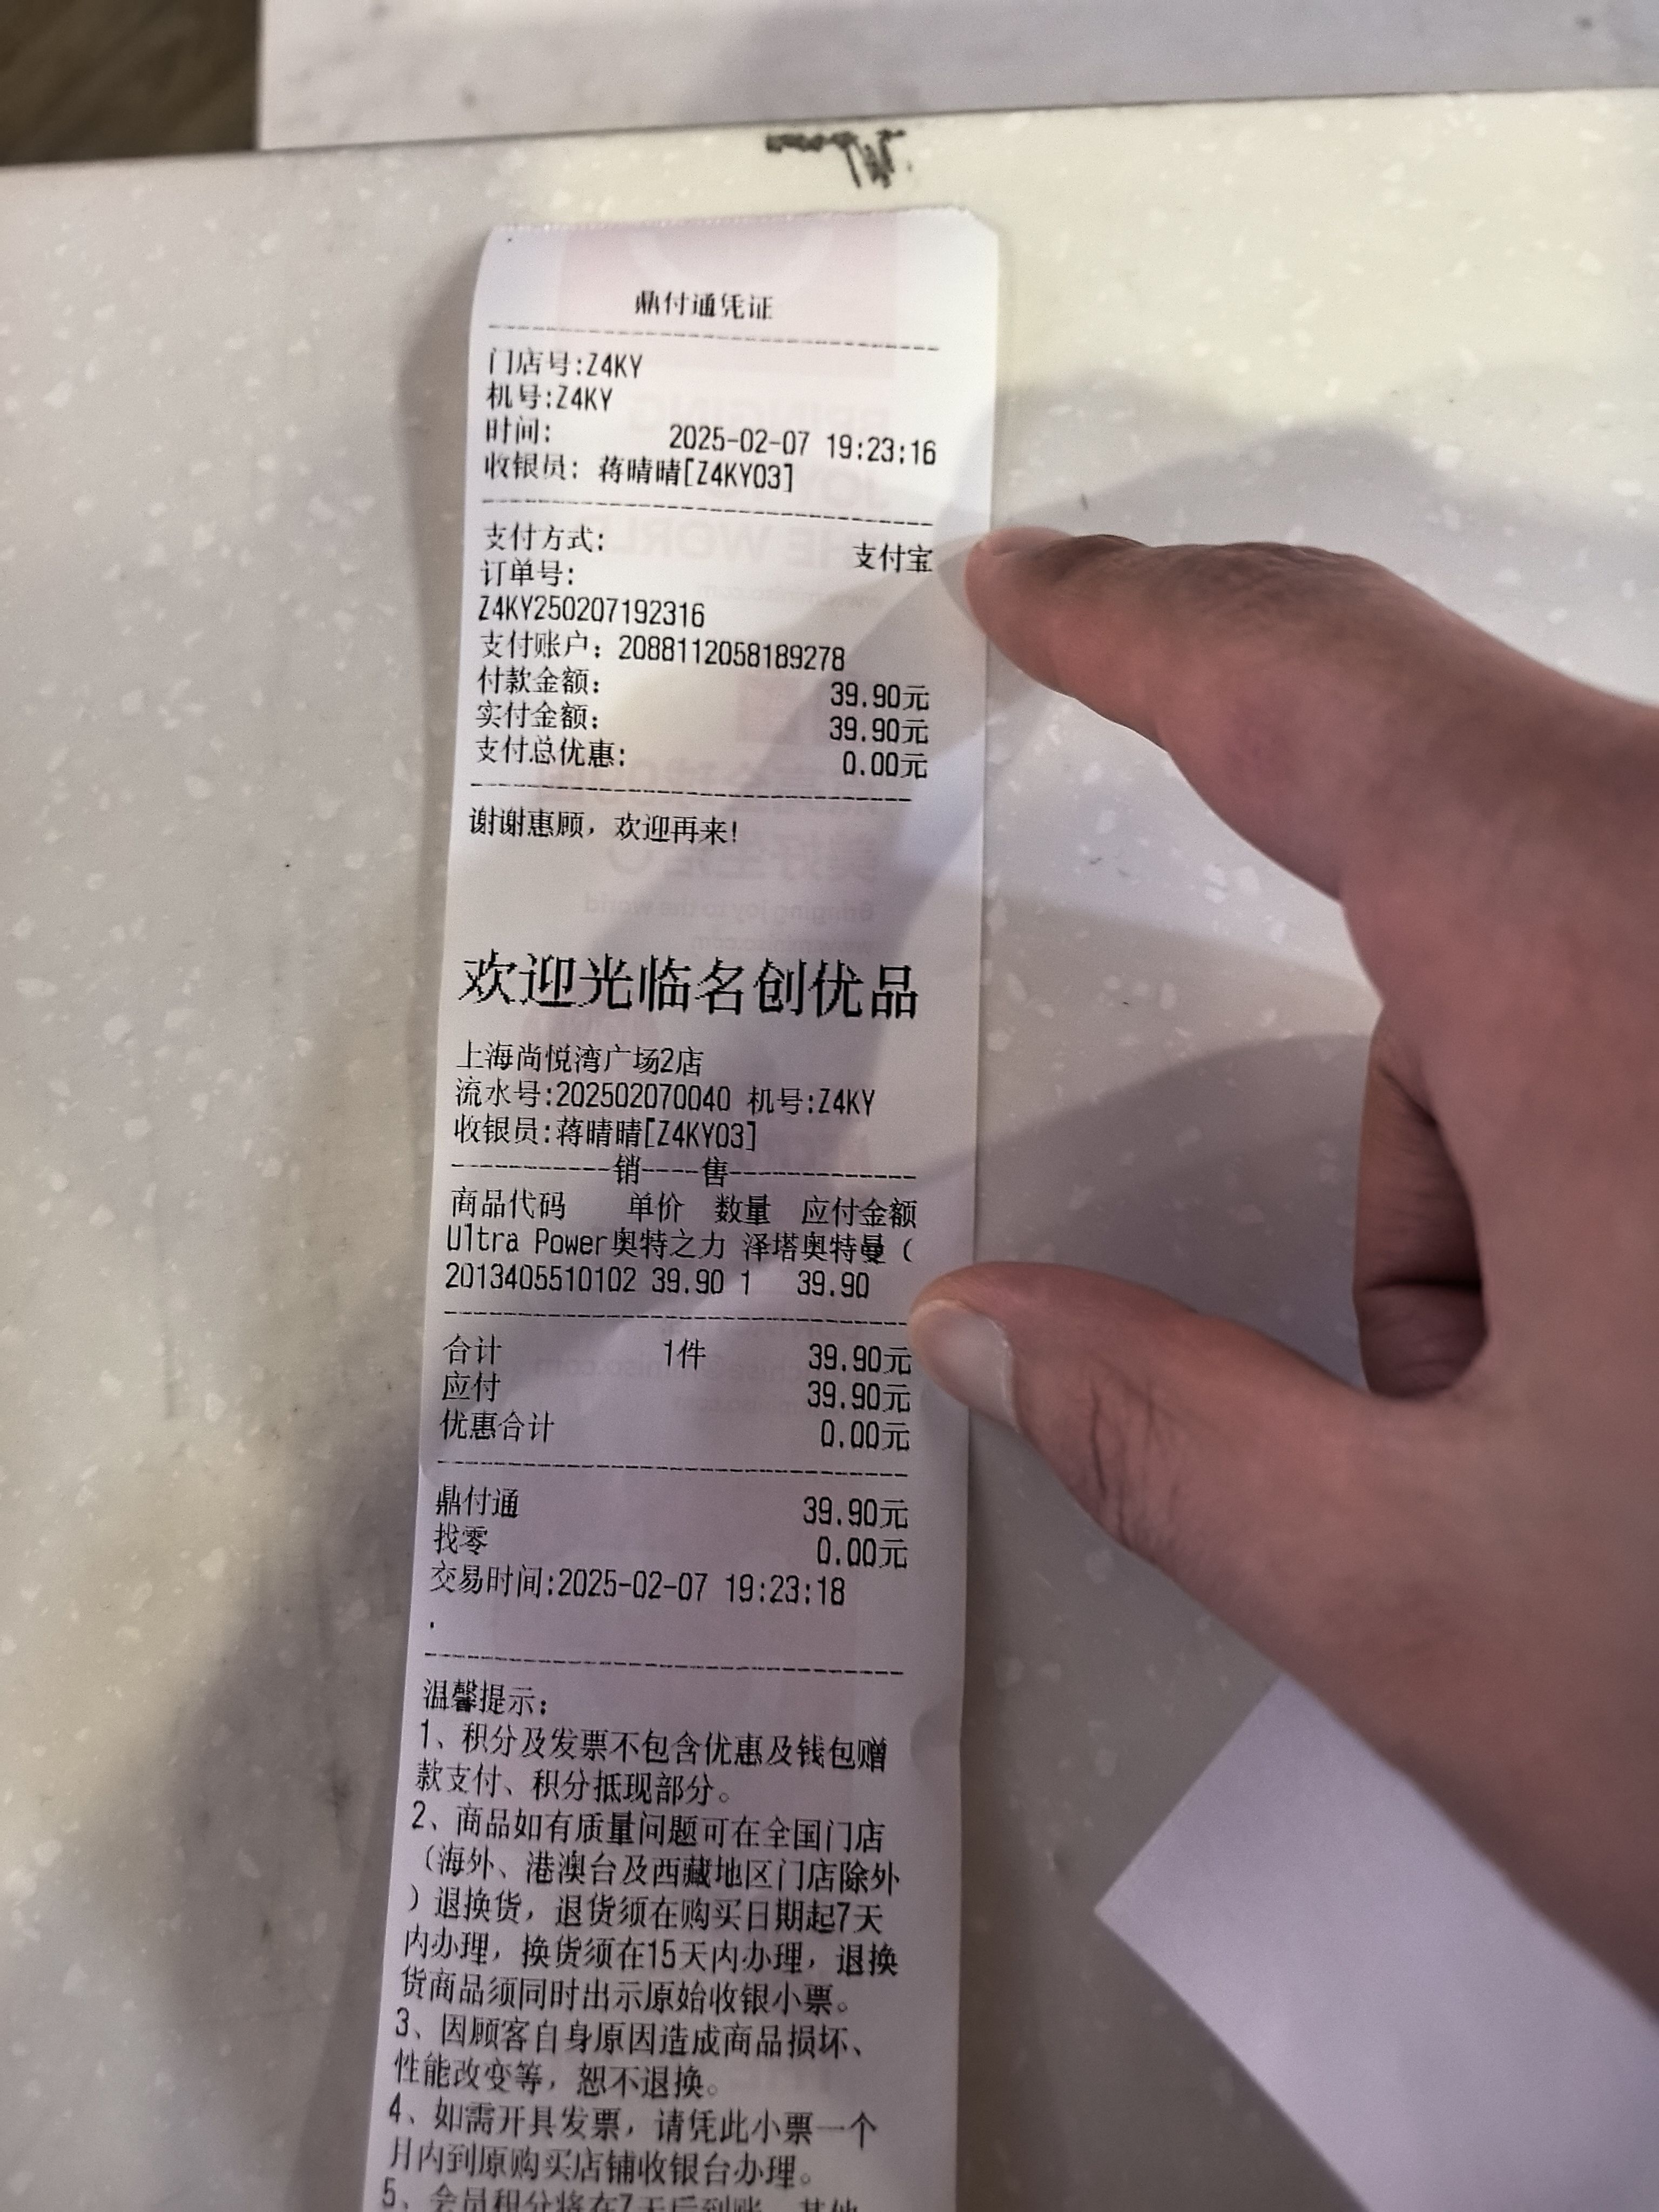 鼎付通凭证
门店号:Z4KY
机号:Z4KY
时间: 2025-02-07 19:23:16
收银员: 蒋晴晴[Z4KY03]
支付方式: 支付宝
订单号:
Z4KY250207192316
支付账户: 2088112058189278
付款金额: 39.90元
实付金额: 39.90元
支付总优惠: 0.00元
谢谢惠顾，欢迎再来!
欢迎光临名创优品
上海尚悦湾广场2店
流水号:202502070040 机号:Z4KY
收银员:蒋晴晴[Z4KY03]
----------销----售------------
商品代码 单价 数量 应付金额
Ultra Power奥特之力 泽塔奥特曼（
2013405510102 39.90 1 39.90
合计 1件 39.90元
应付 39.90元
优惠合计 0.00元
鼎付通 39.90元
找零 0.00元
交易时间:2025-02-07 19:23:18
.
温馨提示:
1、积分及发票不包含优惠及钱包赠
款支付、积分抵现部分。
2、商品如有质量问题可在全国门店
（海外、港澳台及西藏地区门店除外
）退换货，退货须在购买日期起7天
内办理，换货须在15天内办理，退换
货商品须同时出示原始收银小票。
3、因顾客自身原因造成商品损坏、
性能改变等，恕不退换。
4、如需开具发票，请凭此小票一个
月内到原购买店铺收银台办理。
5、会员积分将在7天后到账，其他